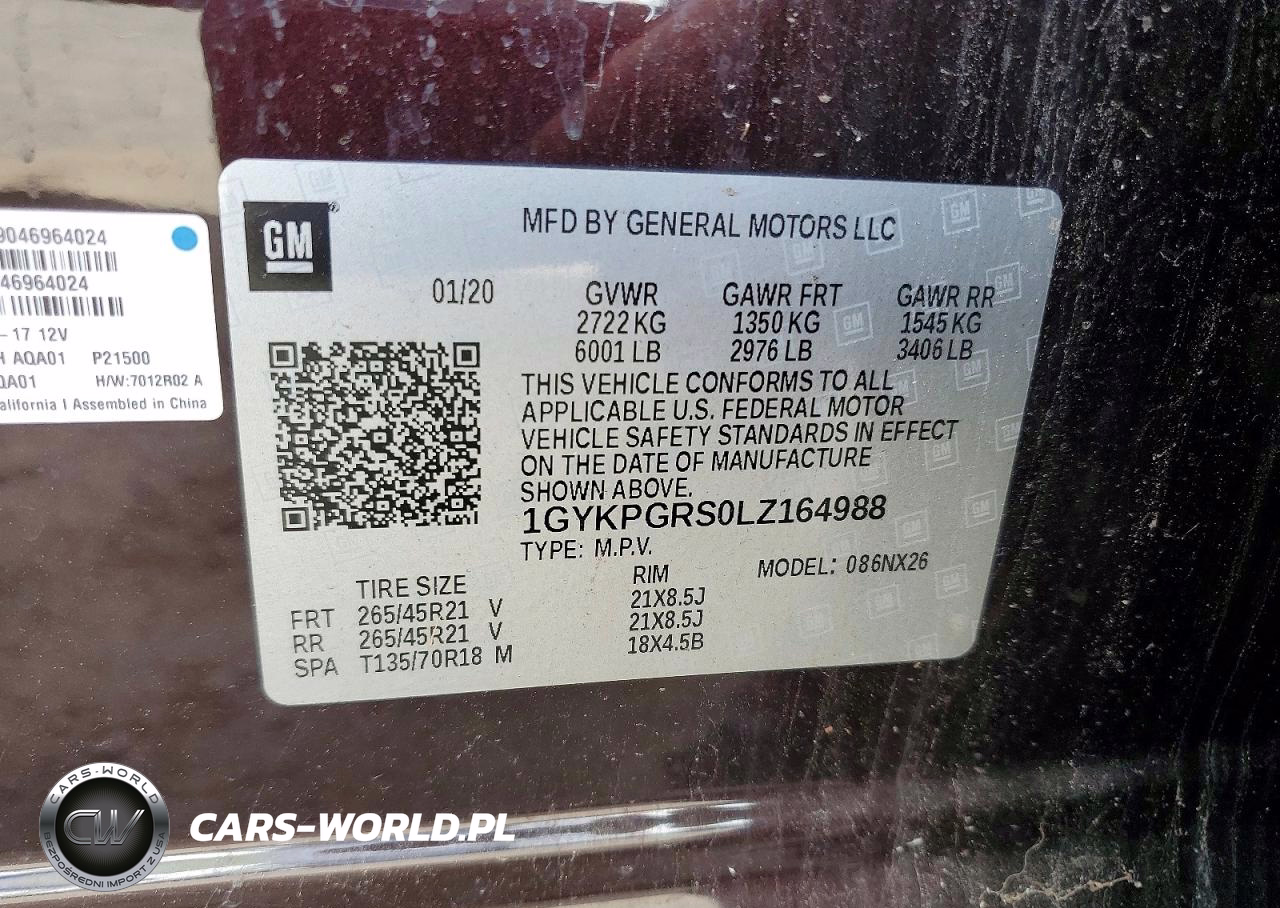 9046964024
46964024
- 17 12V
H AQA01 P21500
QA01 H/W:7012R02 A
alifornia I Assembled in China
GM
MFD BY GENERAL MOTORS LLC
01/20 GVWR GAWR FRT GAWR RR
2722 KG 1350 KG 1545 KG
6001 LB 2976 LB 3406 LB
THIS VEHICLE CONFORMS TO ALL
APPLICABLE U.S. FEDERAL MOTOR
VEHICLE SAFETY STANDARDS IN EFFECT
ON THE DATE OF MANUFACTURE
SHOWN ABOVE.
1GYKPGRS0LZ164988
TYPE: M.P.V. MODEL: 086NX26
TIRE SIZE RIM
FRT 265/45R21 V 21X8.5J
RR 265/45R21 V 21X8.5J
SPA T135/70R18 M 18X4.5B
CARS-WORLD
CW
BEZPOŚREDNI IMPORT Z USA
CARS-WORLD.PL